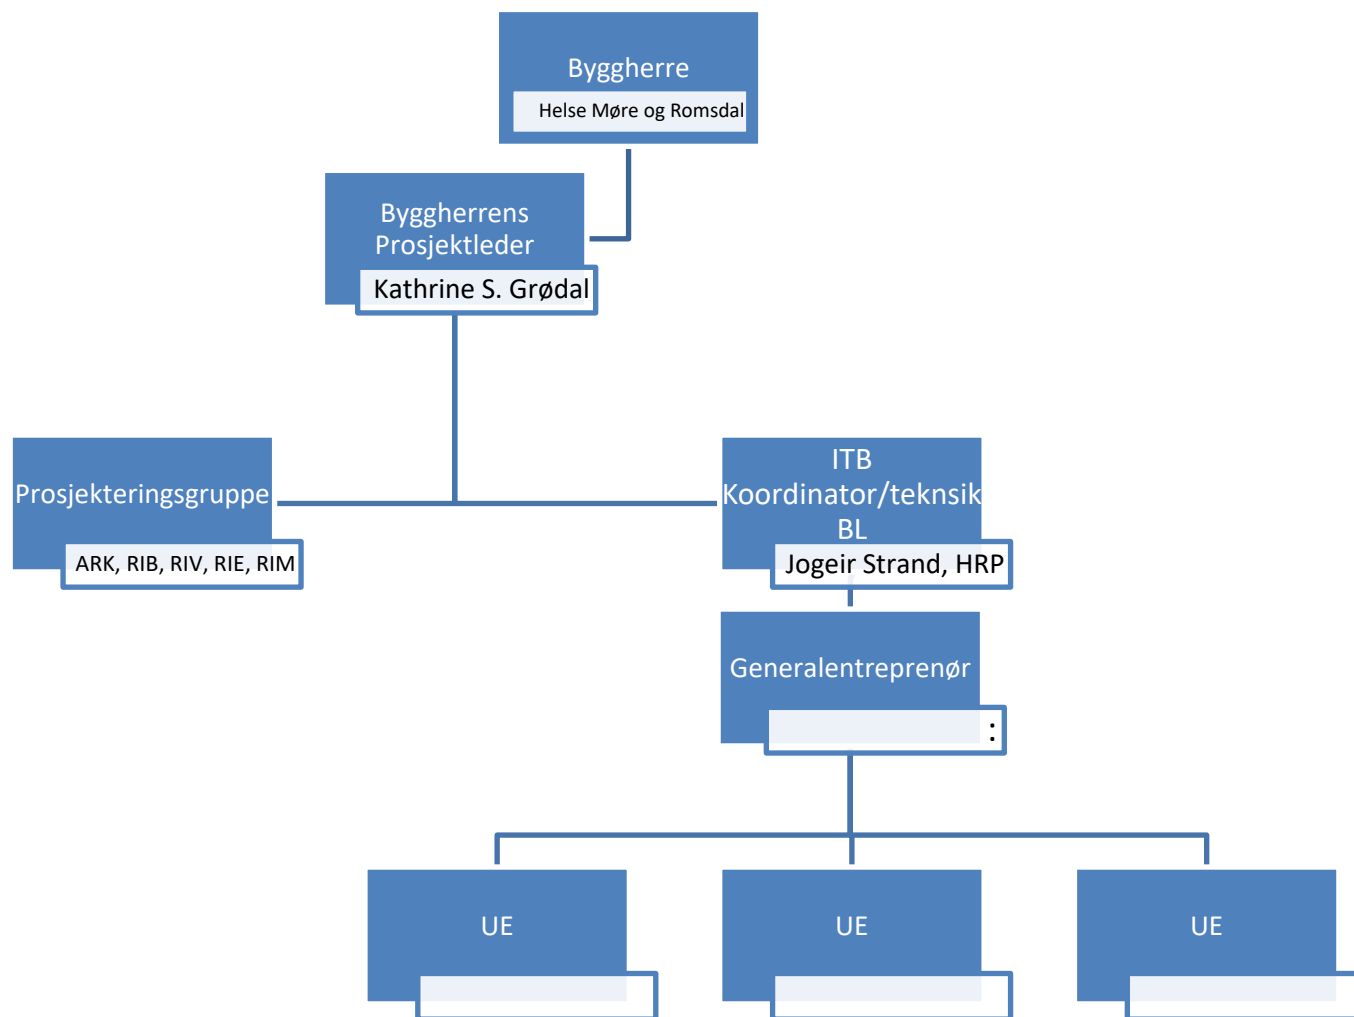 Byggherre
Helse Møre og Romsdal
Byggherrens
Prosjektleder
Kathrine S. Grødal
Prosjekteringsgruppe
ARK, RIB, RIV, RIE, RIM
ITB
Koordinator/teknsik
BL
Jogeir Strand, HRP
Generalentreprenør
:
UE
UE
UE